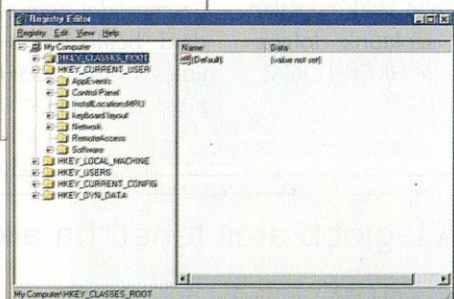 Registry Editor
Registry Edit View Help
My Computer
HKEY_CLASSES_ROOT
HKEY_CURRENT_USER
AppEvents
Control Panel
InstallLocationsMRU
keyboard layout
Network
RemoteAccess
Software
HKEY_LOCAL_MACHINE
HKEY_USERS
HKEY_CURRENT_CONFIG
HKEY_DYN_DATA
Name Data
(Default) (value not set)
My Computer\HKEY_CLASSES_ROOT